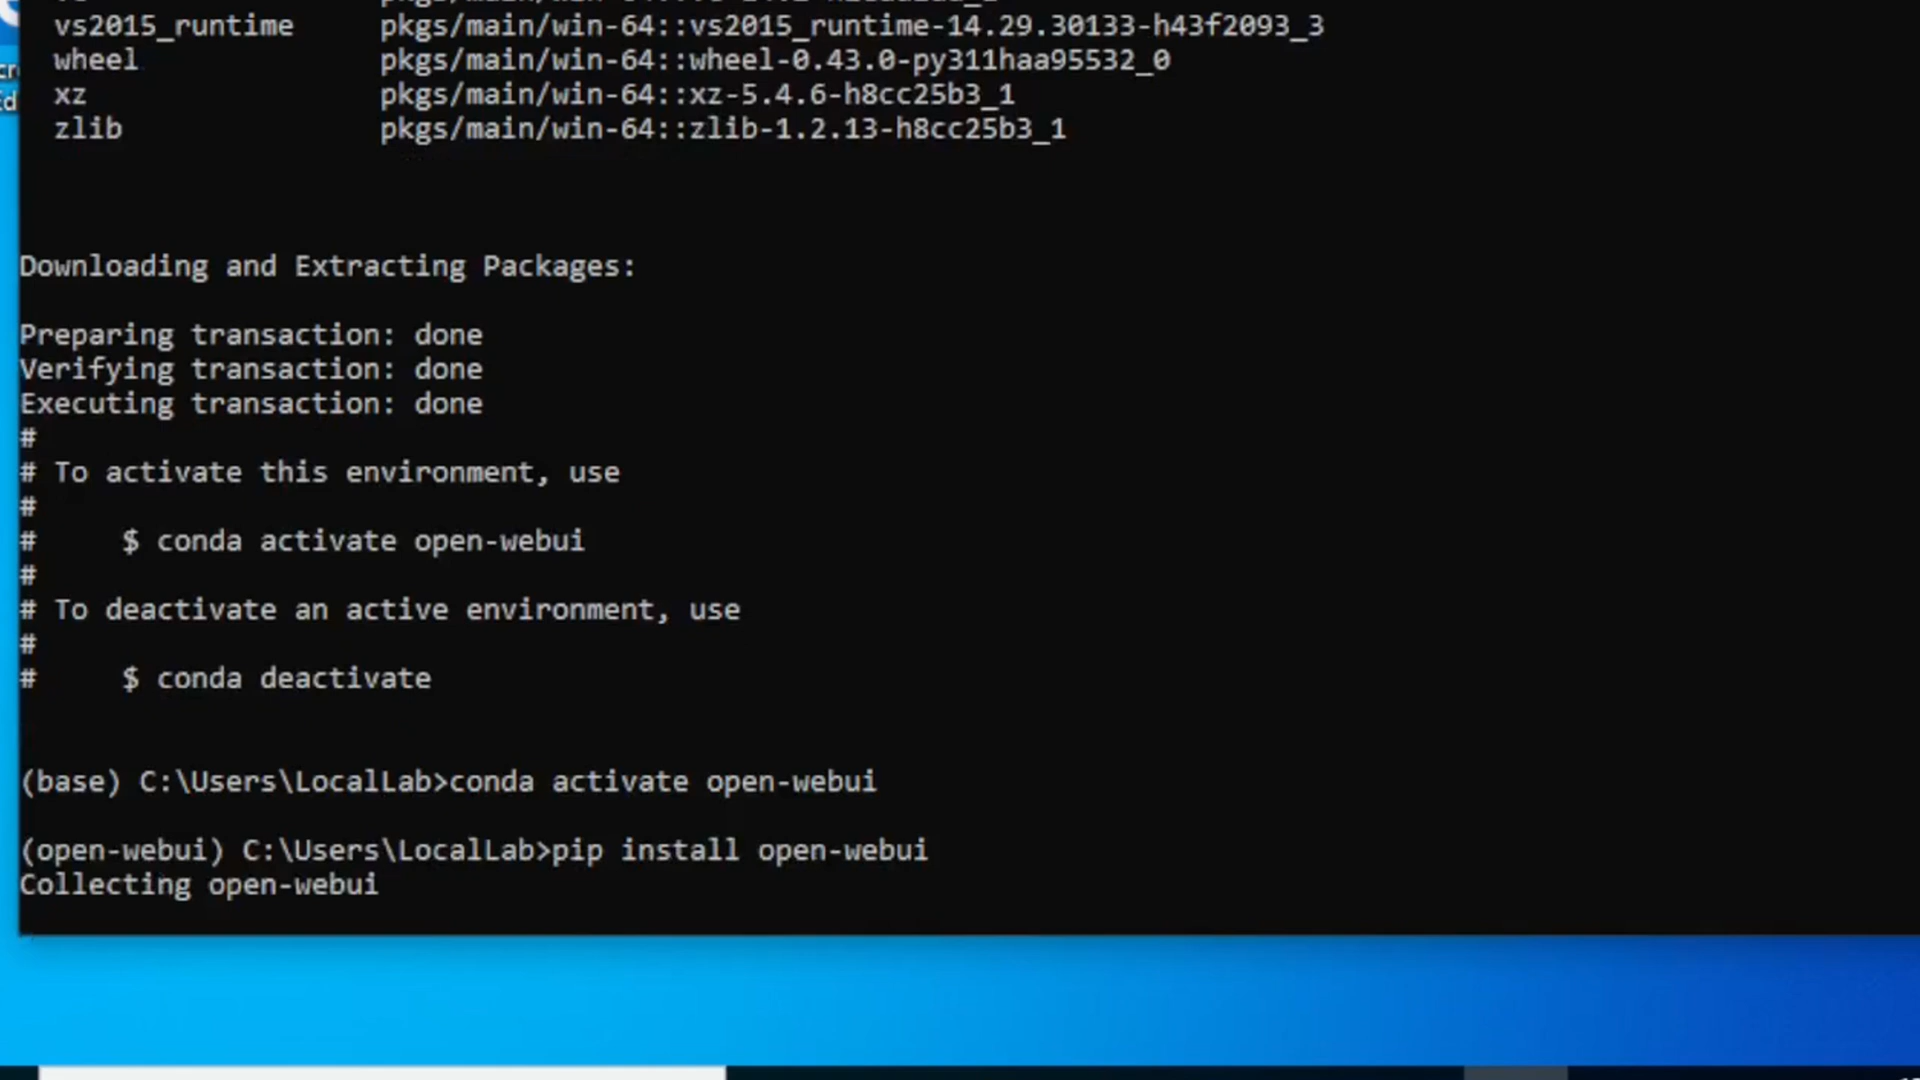 vs2015_runtime pkgs/main/win-64::vs2015_runtime-14.29.30133-h43f2093_3
wheel pkgs/main/win-64::wheel-0.43.0-py311haa95532_0
xz pkgs/main/win-64::xz-5.4.6-h8cc25b3_1
zlib pkgs/main/win-64::zlib-1.2.13-h8cc25b3_1
Downloading and Extracting Packages:
Preparing transaction: done
Verifying transaction: done
Executing transaction: done
#
# To activate this environment, use
#
# $ conda activate open-webui
#
# To deactivate an active environment, use
#
# $ conda deactivate
(base) C:\Users\LocalLab>conda activate open-webui
(open-webui) C:\Users\LocalLab>pip install open-webui
Collecting open-webui